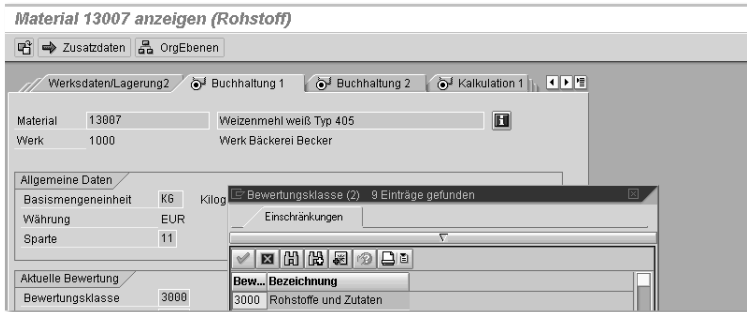 Material 13007 anzeigen (Rohstoff)
Zusatzdaten OrgEbenen
Werksdaten/Lagerung2 Buchhaltung 1 Buchhaltung 2 Kalkulation 1
Material 13007 Weizenmehl weiß Typ 405
Werk 1000 Werk Bäckerei Becker
Allgemeine Daten
Basismengeneinheit KG Kilog
Währung EUR
Sparte 11
Aktuelle Bewertung
Bewertungsklasse 3000
Bewertungsklasse (2) 9 Einträge gefunden
Einschränkungen
Bew... Bezeichnung
3000 Rohstoffe und Zutaten